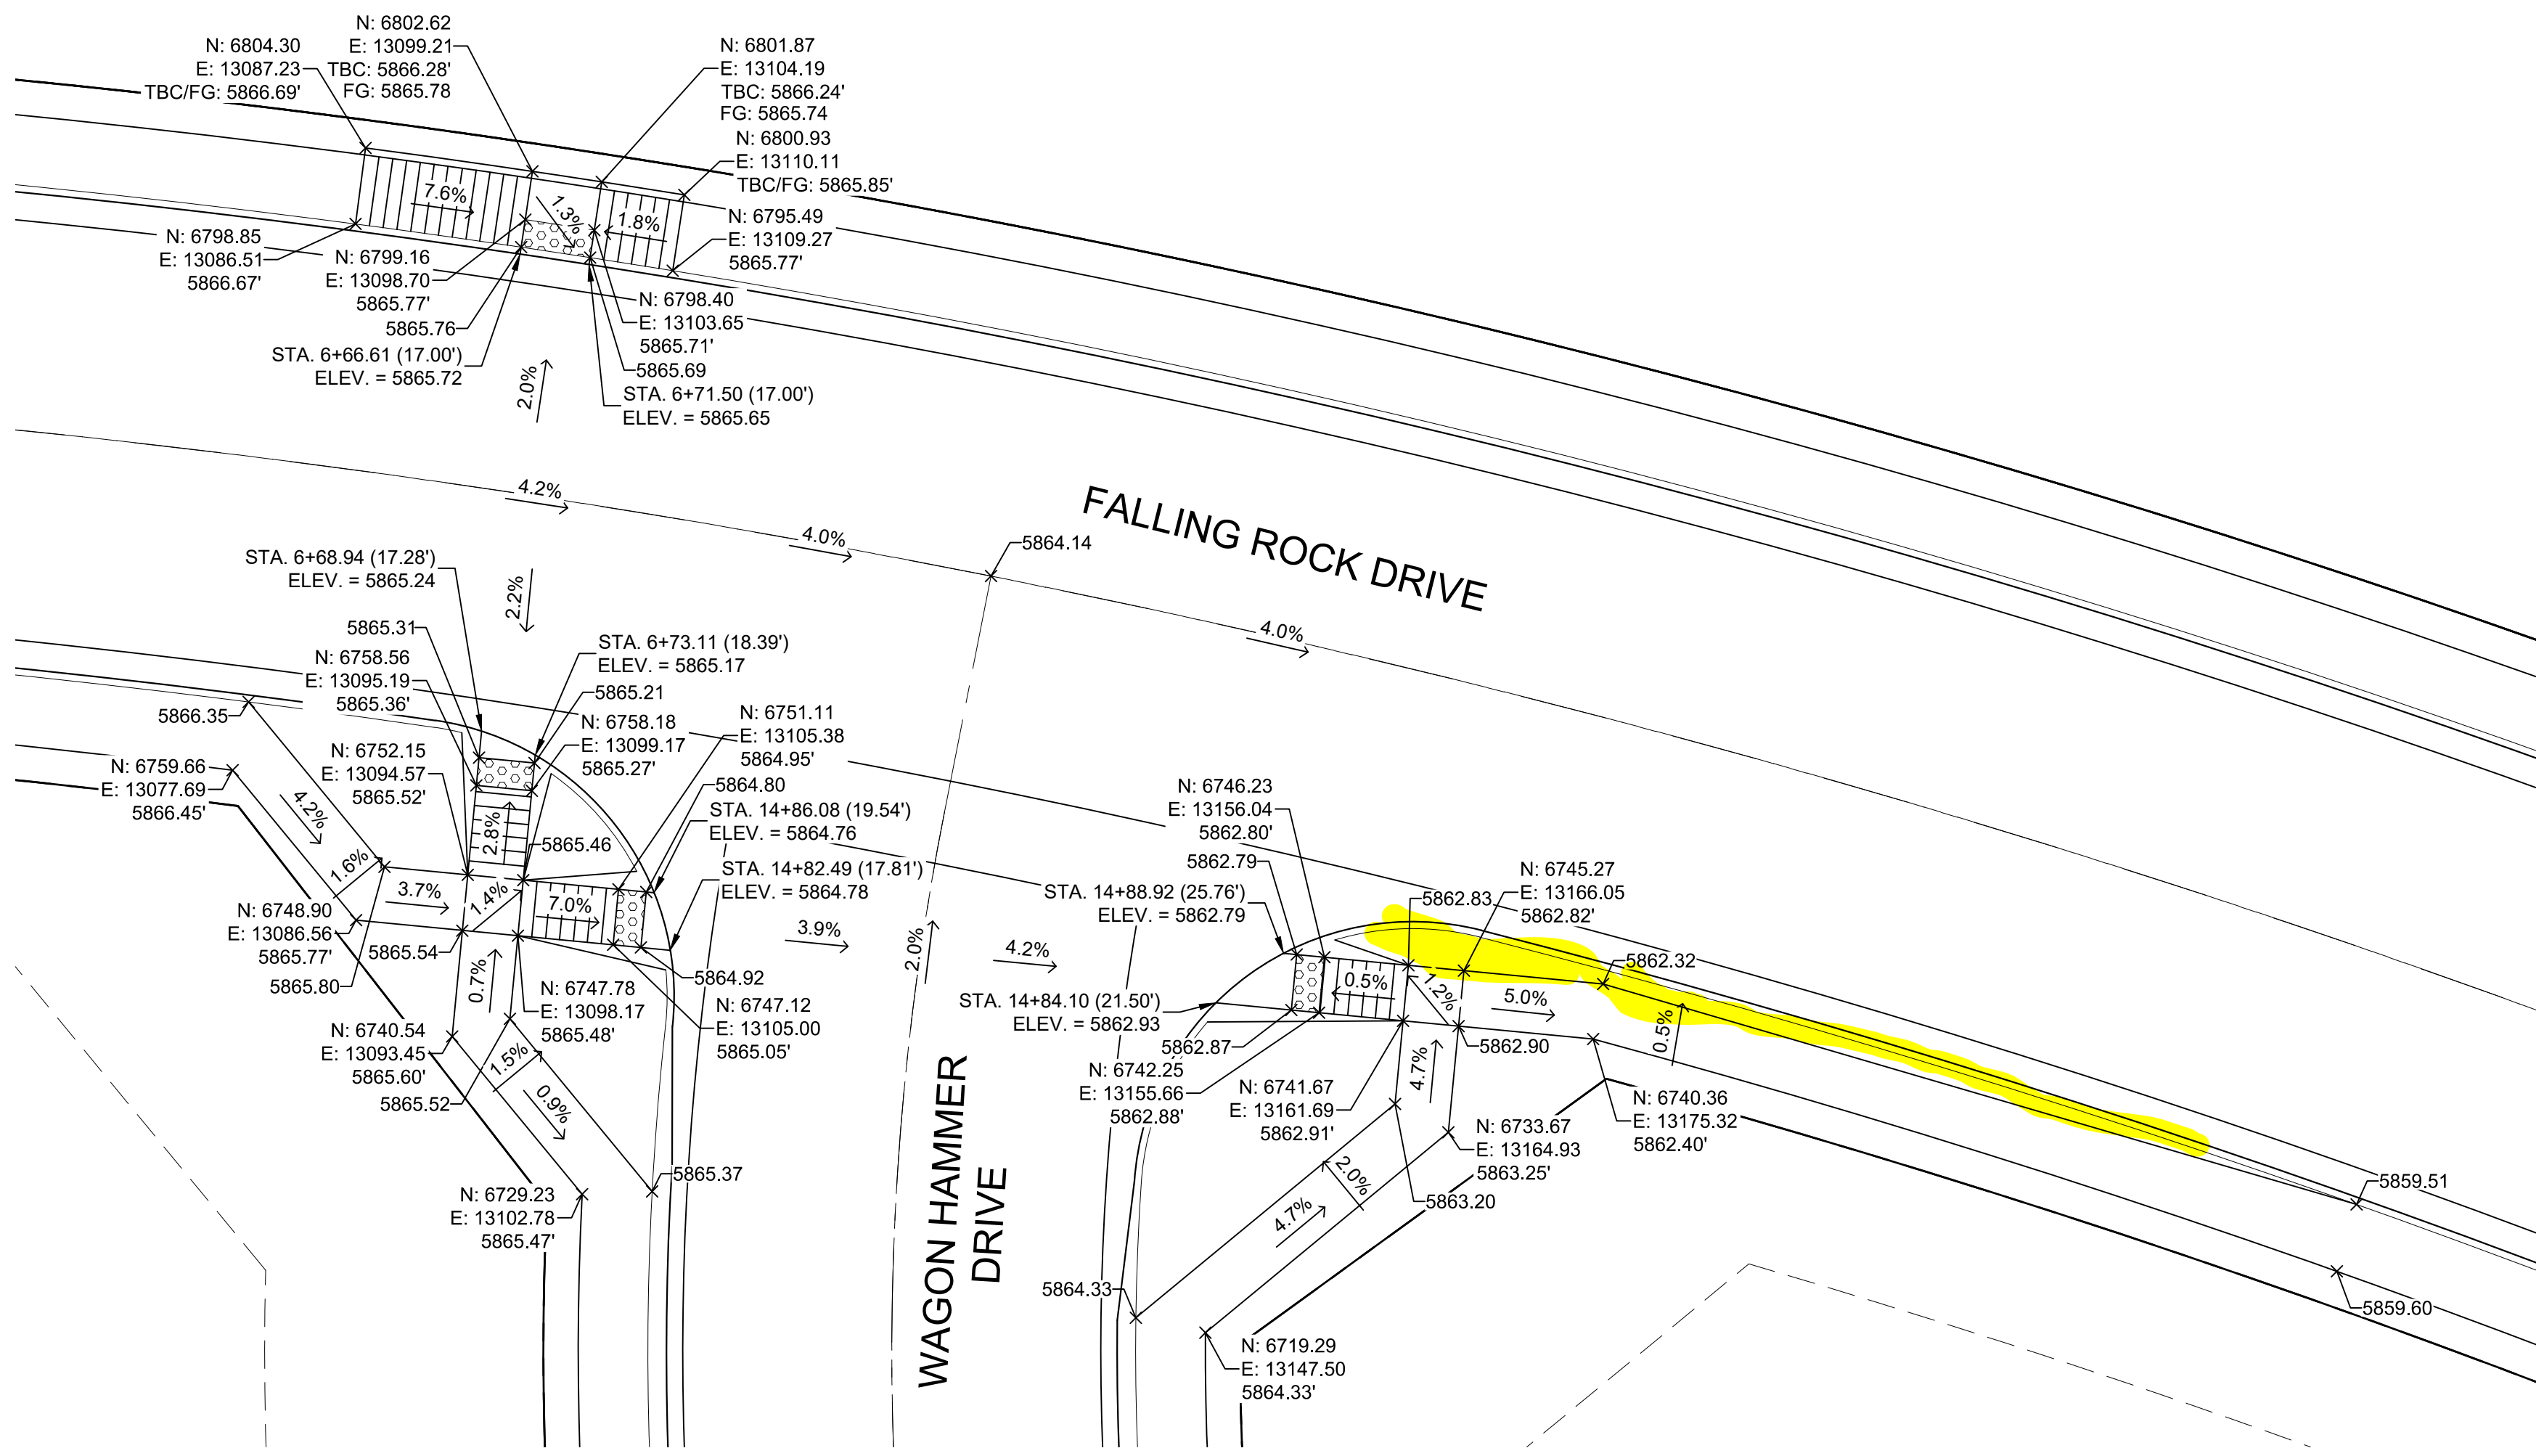 N: 6804.30
E: 13087.23
TBC/FG: 5866.69'
N: 6802.62
E: 13099.21
TBC: 5866.28'
FG: 5865.78
N: 6801.87
E: 13104.19
TBC: 5866.24'
FG: 5865.74
N: 6800.93
E: 13110.11
TBC/FG: 5865.85'
7.6%
1.3%
1.8%
N: 6795.49
E: 13109.27
5865.77'
N: 6798.85
E: 13086.51
5866.67'
N: 6799.16
E: 13098.70
5865.77'
5865.76
STA. 6+66.61 (17.00')
ELEV. = 5865.72
N: 6798.40
E: 13103.65
5865.71'
5865.69
STA. 6+71.50 (17.00')
ELEV. = 5865.65
2.0%
4.2%
4.0%
5864.14
FALLING ROCK DRIVE
4.0%
STA. 6+68.94 (17.28')
ELEV. = 5865.24
2.2%
5865.31
N: 6758.56
E: 13095.19
5865.36'
STA. 6+73.11 (18.39')
ELEV. = 5865.17
5865.21
N: 6758.18
E: 13099.17
5865.27'
N: 6751.11
E: 13105.38
5864.95'
5866.35
N: 6752.15
E: 13094.57
5865.52'
N: 6759.66
E: 13077.69
5866.45'
5864.80
STA. 14+86.08 (19.54')
ELEV. = 5864.76
STA. 14+82.49 (17.81')
ELEV. = 5864.78
4.2%
2.8%
5865.46
1.6%
3.7%
1.4%
7.0%
N: 6748.90
E: 13086.56
5865.77'
5865.54
5865.80
0.7%
5864.92
N: 6747.78
E: 13098.17
5865.48'
N: 6747.12
E: 13105.00
5865.05'
N: 6740.54
E: 13093.45
5865.60'
1.5%
0.9%
5865.52
5865.37
N: 6729.23
E: 13102.78
5865.47'
3.9%
2.0%
4.2%
WAGON HAMMER
DRIVE
N: 6746.23
E: 13156.04
5862.80'
5862.79
STA. 14+88.92 (25.76')
ELEV. = 5862.79
5862.83
N: 6745.27
E: 13166.05
5862.82'
5862.32
STA. 14+84.10 (21.50')
ELEV. = 5862.93
0.5%
1.2%
5.0%
0.5%
5862.87
5862.90
N: 6742.25
E: 13155.66
5862.88'
N: 6741.67
E: 13161.69
5862.91'
4.7%
N: 6740.36
E: 13175.32
5862.40'
N: 6733.67
E: 13164.93
5863.25'
2.0%
4.7%
5863.20
5859.51
5864.33
5859.60
N: 6719.29
E: 13147.50
5864.33'